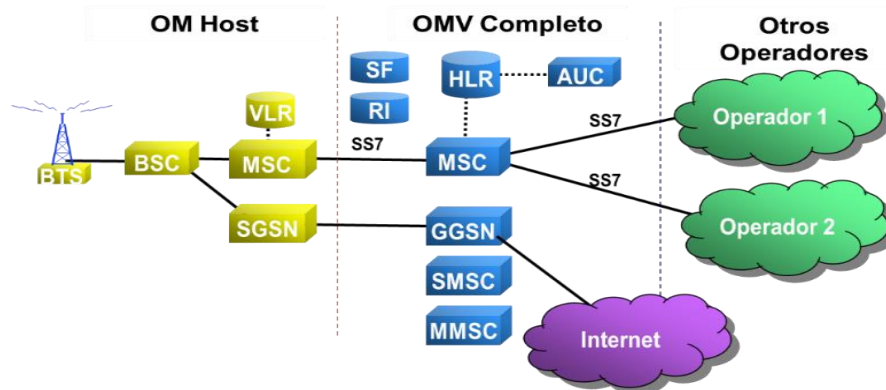 OM Host
OMV Completo
Otros
Operadores
SF
HLR
AUC
VLR
RI
SS7
Operador 1
BTS
BSC
MSC
SS7
MSC
SS7
SGSN
GGSN
Operador 2
SMSC
MMSC
Internet